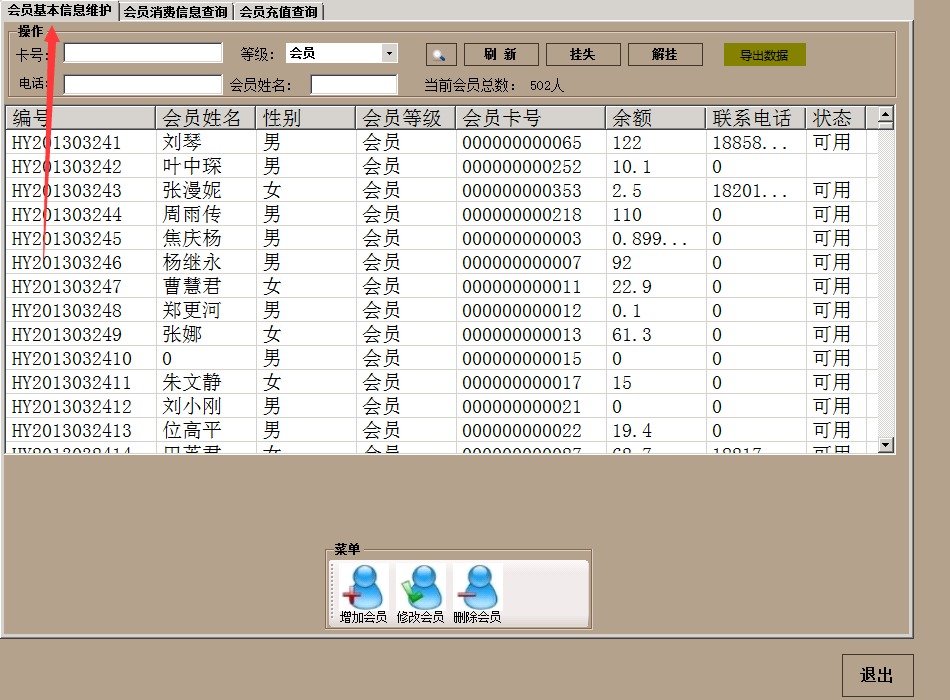 会员基本信息维护 会员消费信息查询 会员充值查询
操作
卡号: 等级: 会员 刷 新 挂失 解挂 导出数据
电话: 会员姓名: 当前会员总数: 502人
编号 会员姓名 性别 会员等级 会员卡号 余额 联系电话 状态
HY201303241 刘琴 男 会员 000000000065 122 18858... 可用
HY201303242 叶中琛 男 会员 000000000252 10.1 0
HY201303243 张漫妮 女 会员 000000000353 2.5 18201... 可用
HY201303244 周雨传 男 会员 000000000218 110 0 可用
HY201303245 焦庆杨 男 会员 000000000003 0.899... 0 可用
HY201303246 杨继永 男 会员 000000000007 92 0 可用
HY201303247 曹慧君 女 会员 000000000011 22.9 0 可用
HY201303248 郑更河 男 会员 000000000012 0.1 0 可用
HY201303249 张娜 女 会员 000000000013 61.3 0 可用
HY2013032410 0 男 会员 000000000015 0 0 可用
HY2013032411 朱文静 女 会员 000000000017 15 0 可用
HY2013032412 刘小刚 男 会员 000000000021 0 0 可用
HY2013032413 位高平 男 会员 000000000022 19.4 0 可用
菜单
增加会员 修改会员 删除会员
退出